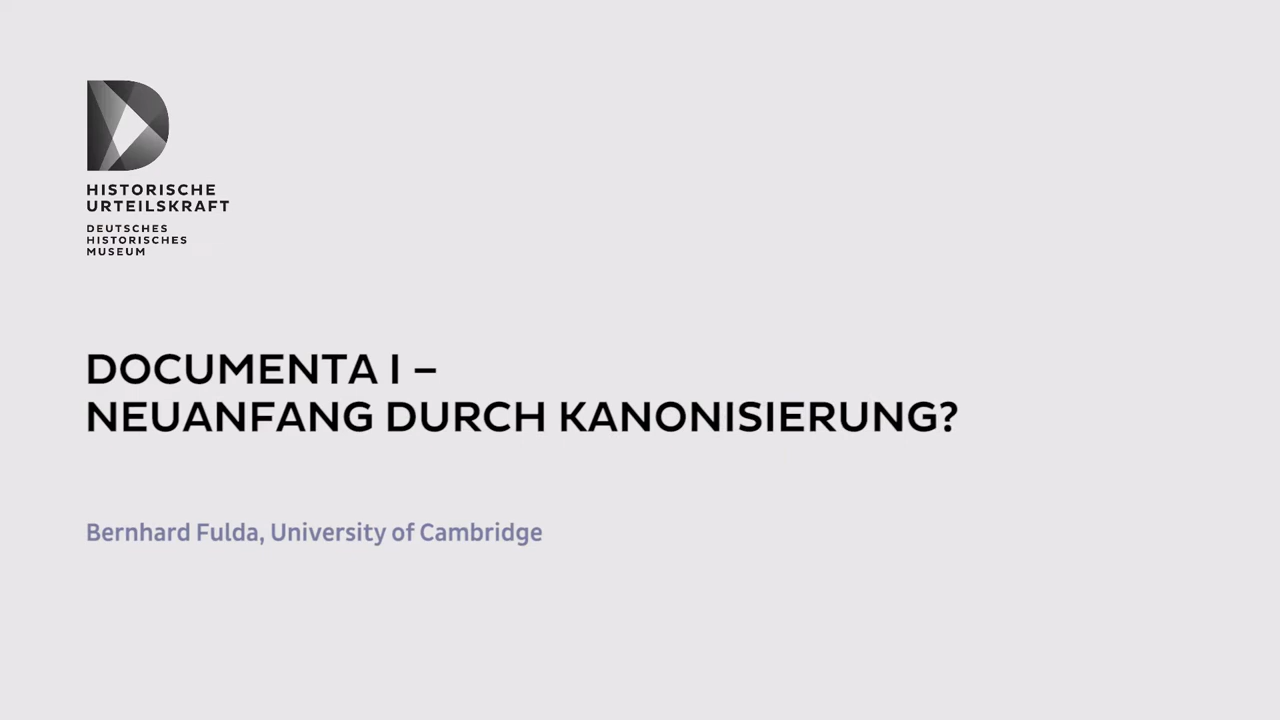 HISTORISCHE
URTEILSKRAFT
DEUTSCHES
HISTORISCHES
MUSEUM
DOCUMENTA I –
NEUANFANG DURCH KANONISIERUNG?
Bernhard Fulda, University of Cambridge